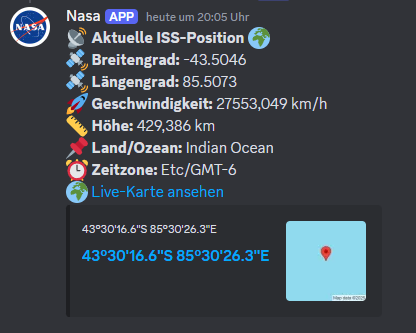 NASA
Nasa APP heute um 20:05 Uhr
Aktuelle ISS-Position
Breitengrad: -43.5046
Längengrad: 85.5073
Geschwindigkeit: 27553,049 km/h
Höhe: 429,386 km
Land/Ozean: Indian Ocean
Zeitzone: Etc/GMT-6
Live-Karte ansehen
43°30'16.6"S 85°30'26.3"E
43°30'16.6"S 85°30'26.3"E
Map data ©2025